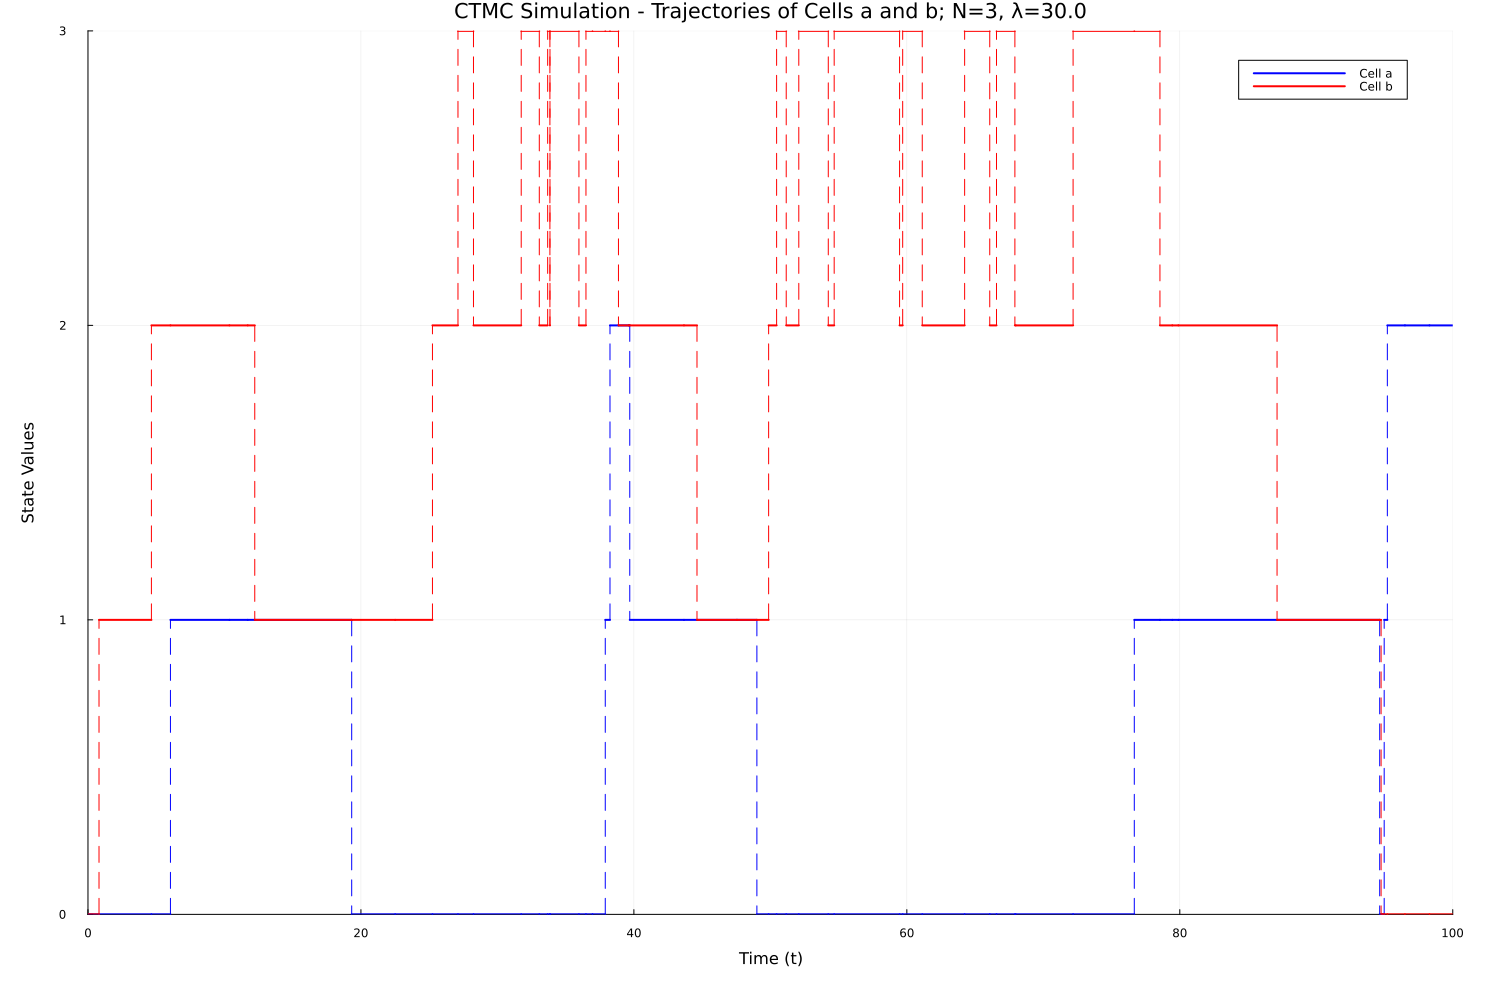 CTMC Simulation - Trajectories of Cells a and b; N=3, λ=30.0
3
Cell a
Cell b
2
State Values
1
0
0 20 40 60 80 100
Time (t)